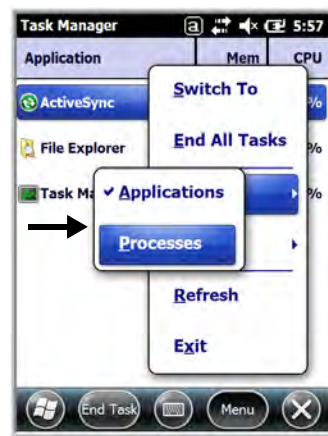 Task Manager a 5:57
Application Mem CPU
Switch To
ActiveSync %
End All Tasks
File Explorer %
Task Ma %
Applications
Processes
Refresh
Exit
End Task Menu